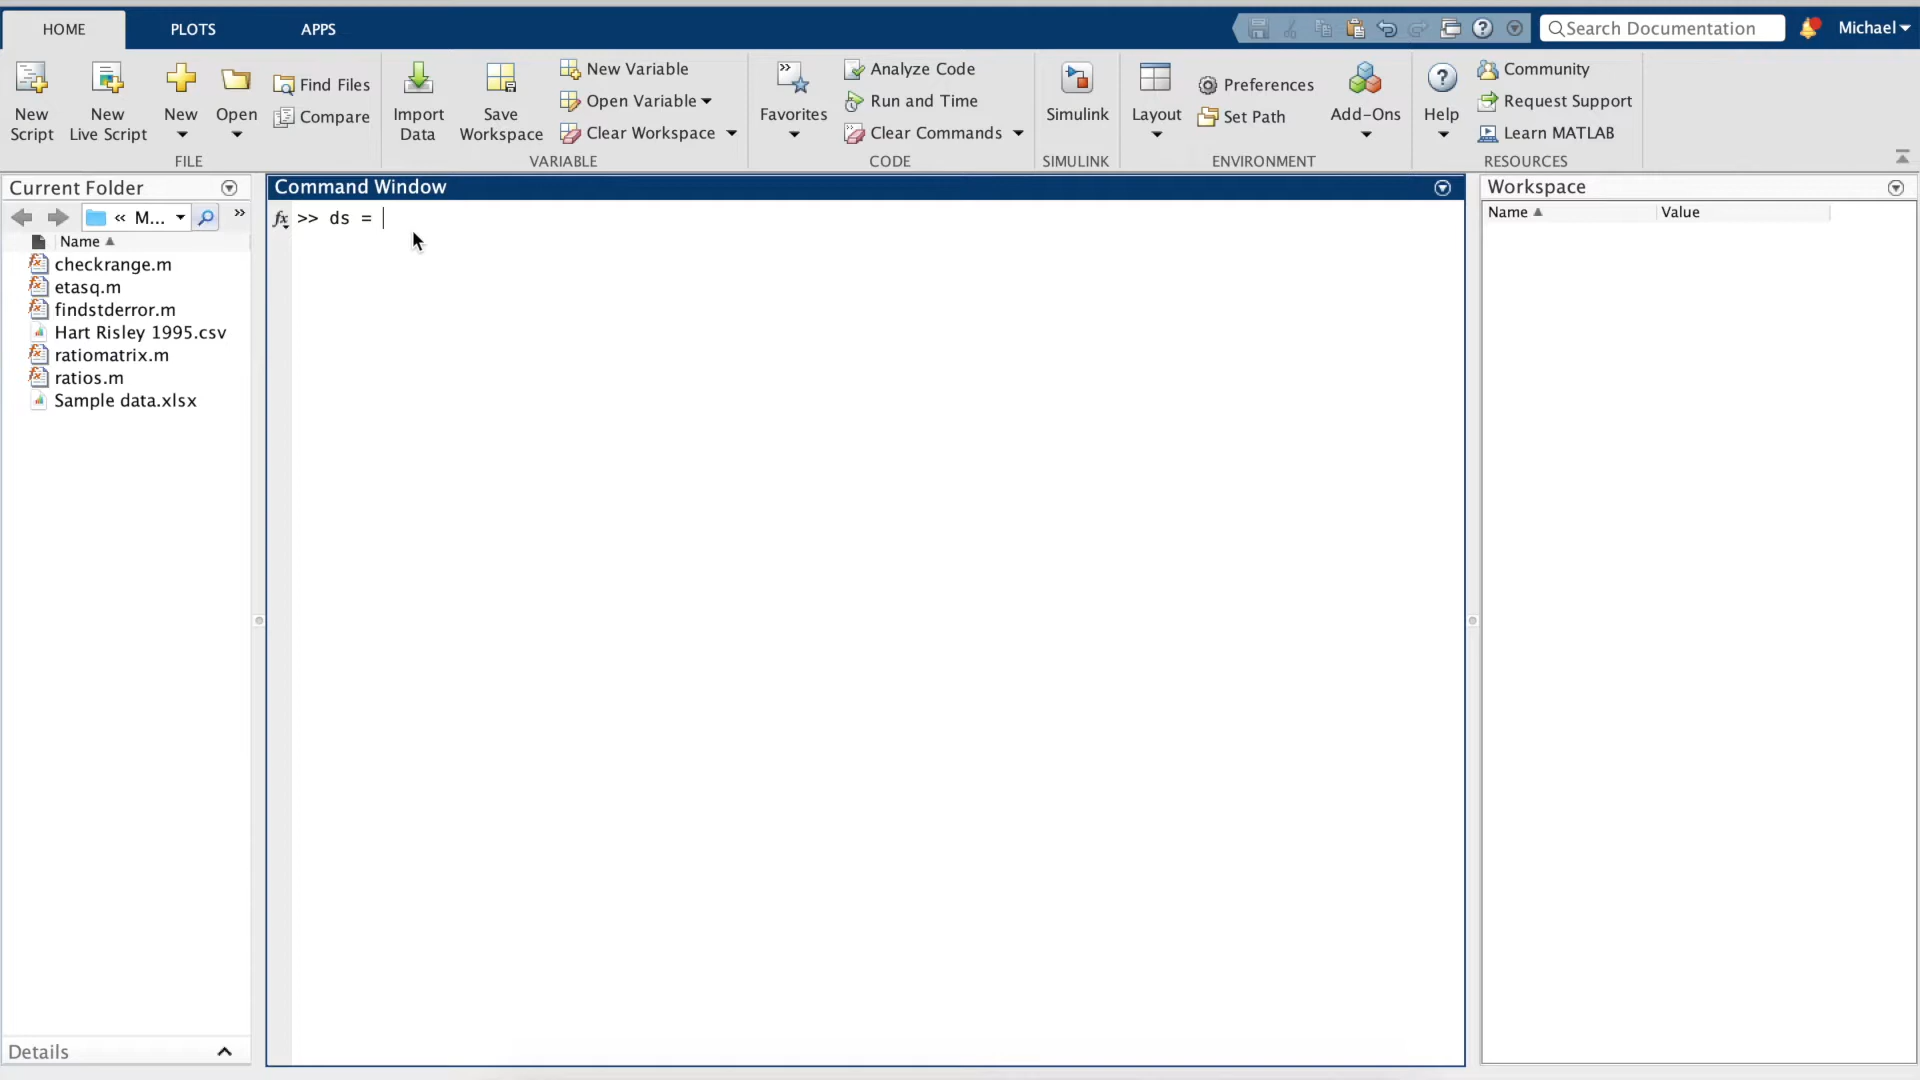 HOME
PLOTS
APPS
Search Documentation
Michael
New Script
New Live Script
New
Open
Find Files
Compare
FILE
Import Data
Save Workspace
New Variable
Open Variable
Clear Workspace
VARIABLE
Favorites
Analyze Code
Run and Time
Clear Commands
CODE
Simulink
SIMULINK
Layout
Preferences
Set Path
Add-Ons
ENVIRONMENT
Help
Community
Request Support
Learn MATLAB
RESOURCES
Current Folder
« M...
»
Name
checkrange.m
etasq.m
findstderror.m
Hart Risley 1995.csv
ratiomatrix.m
ratios.m
Sample data.xlsx
Details
Command Window
fx >> ds =
Workspace
Name
Value